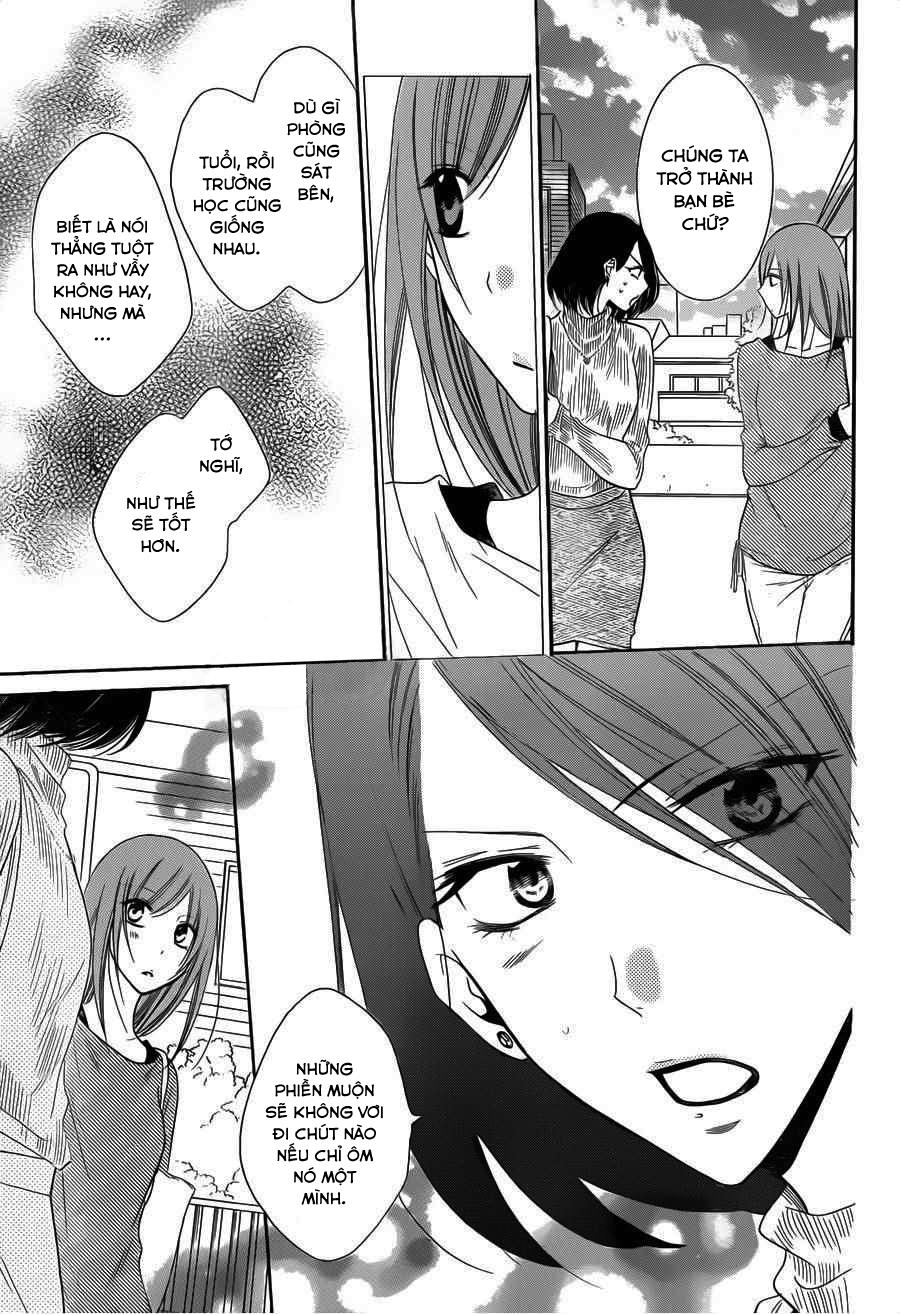 CHÚNG TA
TRỞ THÀNH
BẠN BÈ
CHỨ?
DÙ GÌ
PHÒNG
CŨNG
SÁT
BÊN,
TUỔI, RỒI
TRƯỜNG
HỌC CŨNG
GIỐNG
NHAU.
BIẾT LÀ NÓI
THẲNG TUỘT
RA NHƯ VẦY
KHÔNG HAY,
NHƯNG MÀ
...
TỚ
NGHĨ,
NHƯ THẾ
SẼ TỐT
HƠN.
NHỮNG
PHIỀN MUỘN
SẼ KHÔNG VƠI
ĐI CHÚT NÀO
NẾU CHỈ ÔM
NÓ MỘT
MÌNH.